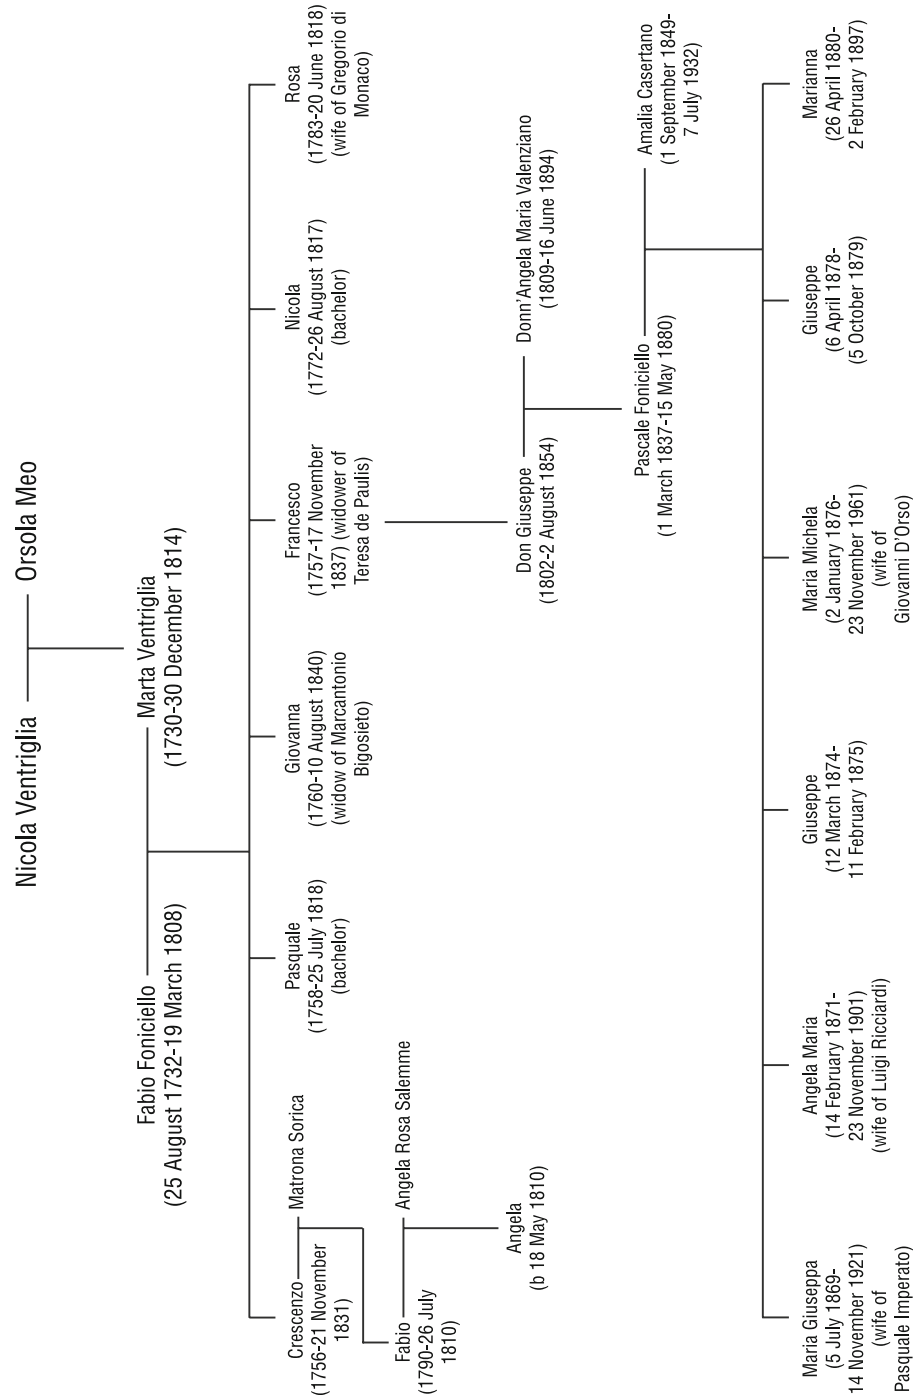 Nicola Ventriglia
Orsola Meo
Fabio Foniciello
(25 August 1732-19 March 1808)
Marta Ventriglia
(1730-30 December 1814)
Crescenzo
(1756-21 November
1831)
Matrona Sorica
Pasquale
(1758-25 July 1818)
(bachelor)
Giovanna
(1760-10 August 1840)
(widow of Marcantonio
Bigosieto)
Francesco
(1757-17 November
1837) (widower of
Teresa de Paulis)
Nicola
(1772-26 August 1817)
(bachelor)
Rosa
(1783-20 June 1818)
(wife of Gregorio di
Monaco)
Fabio
(1790-26 July
1810)
Angela Rosa Salemme
Angela
(b 18 May 1810)
Don Giuseppe
(1802-2 August 1854)
Donn'Angela Maria Valenziano
(1809-16 June 1894)
Pascale Foniciello
(1 March 1837-15 May 1880)
Amalia Casertano
(1 September 1849-
7 July 1932)
Maria Giuseppa
(5 July 1869-
14 November 1921)
(wife of
Pasquale Imperato)
Angela Maria
(14 February 1871-
23 November 1901)
(wife of Luigi Ricciardi)
Giuseppe
(12 March 1874-
11 February 1875)
Maria Michela
(2 January 1876-
23 November 1961)
(wife of
Giovanni D'Orso)
Giuseppe
(6 April 1878-
(5 October 1879)
Marianna
(26 April 1880-
2 February 1897)